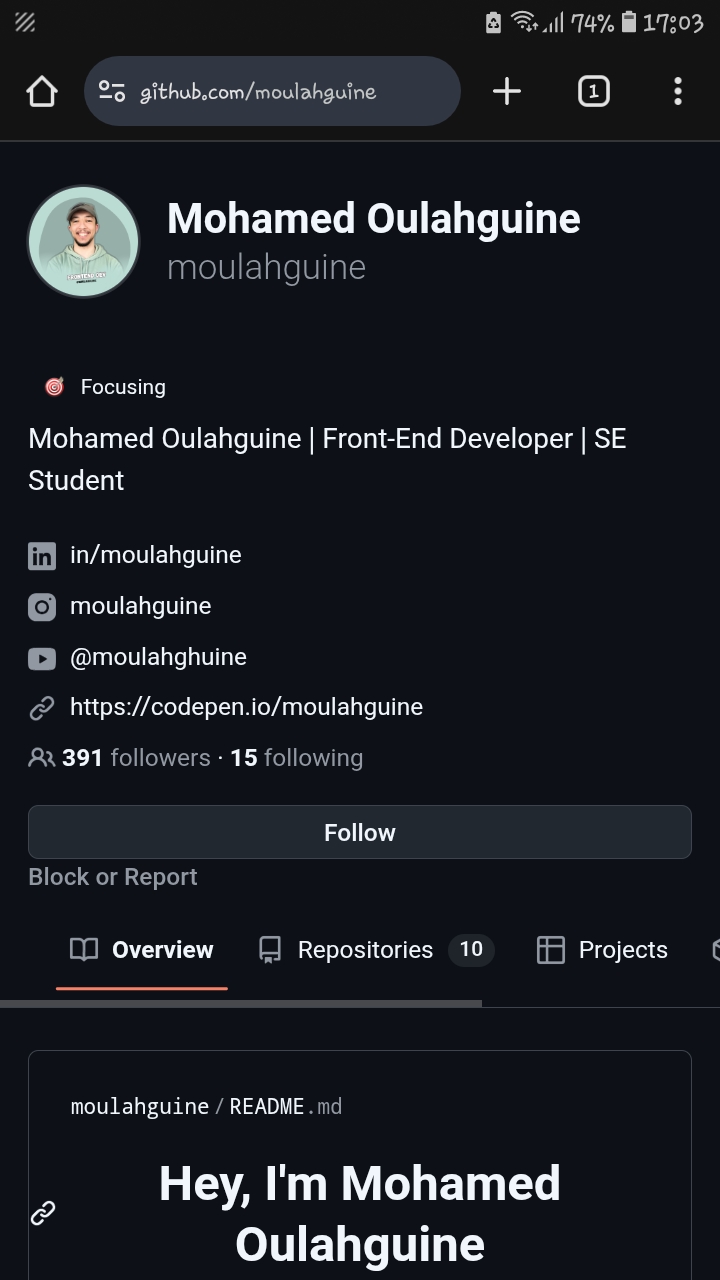 74% 17:03
github.com/moulahguine
1
Mohamed Oulahguine
moulahguine
FRONTEND DEV
Focusing
Mohamed Oulahguine | Front-End Developer | SE
Student
in/moulahguine
moulahguine
@moulahghuine
https://codepen.io/moulahguine
391 followers · 15 following
Follow
Block or Report
Overview
Repositories 10
Projects
moulahguine/README.md
Hey, I'm Mohamed
Oulahguine